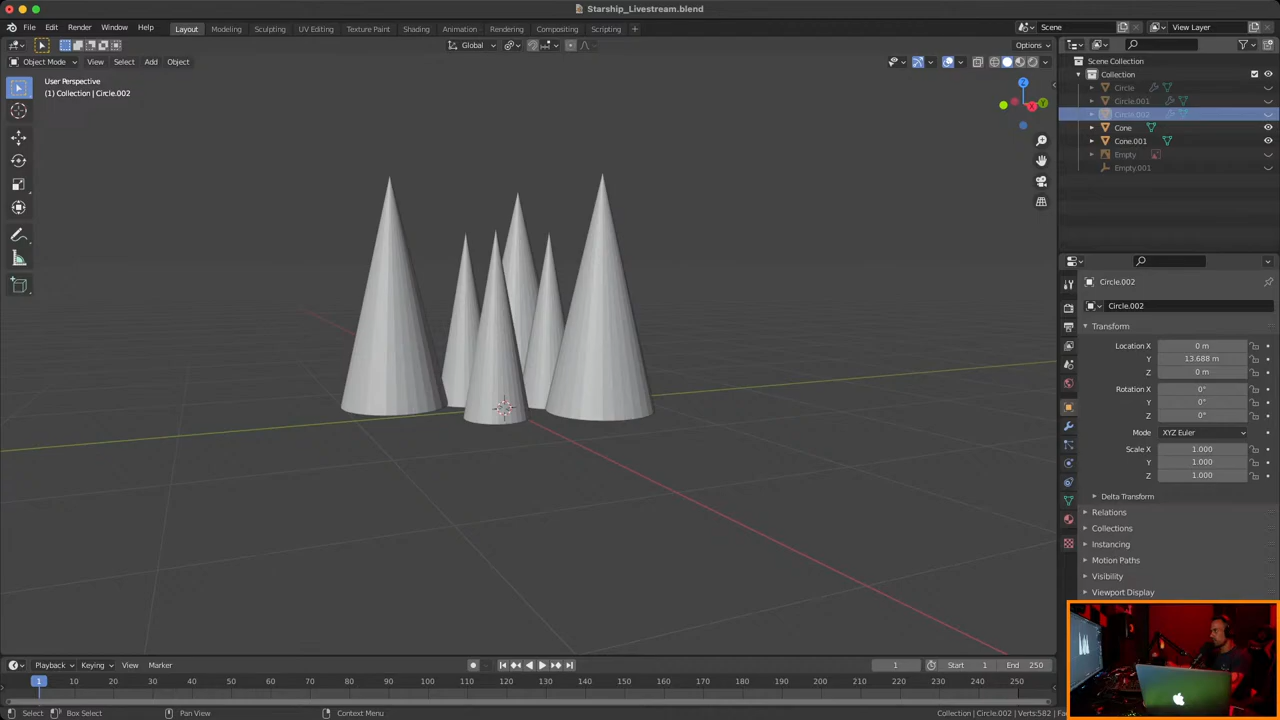 Starship_Livestream.blend
File Edit Render Window Help Layout Modeling Sculpting UV Editing Texture Paint Shading Animation Rendering Compositing Scripting + Scene View Layer
Global Options
Object Mode View Select Add Object
User Perspective
(1) Collection | Circle.002
Z
Y
X
Scene Collection
Collection
Circle
Circle.001
Circle.002
Cone
Cone.001
Empty
Empty.001
Circle.002
Circle.002
Transform
Location X 0 m
Y 13.688 m
Z 0 m
Rotation X 0°
Y 0°
Z 0°
Mode XYZ Euler
Scale X 1.000
Y 1.000
Z 1.000
Delta Transform
Relations
Collections
Instancing
Motion Paths
Visibility
Viewport Display
Playback Keying View Marker 1 Start 1 End 250
1 10 20 30 40 50 60 70 80 90 100 110 120 130 140 150 160 170 180 190 200 210 220 230 240 250
Select Box Select Pan View Context Menu Collection | Circle.002 | Verts:582 | Fa